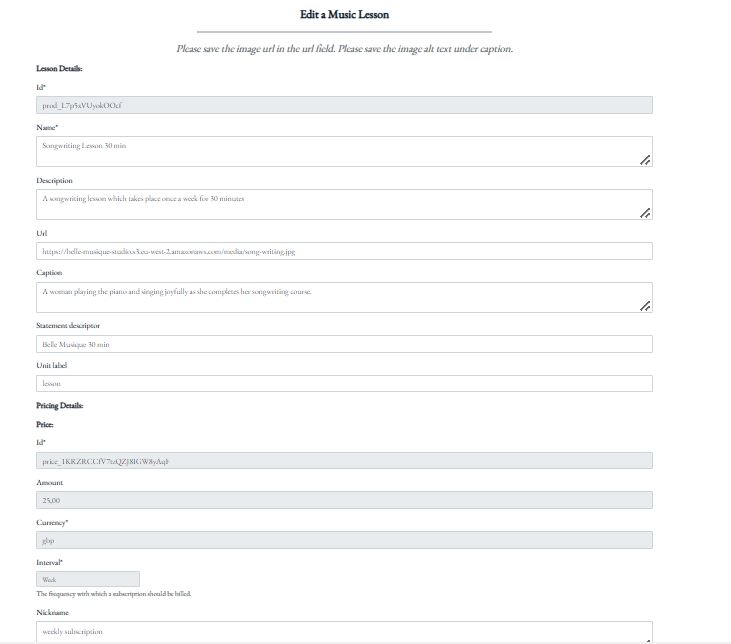 Edit a Music Lesson
Please save the image url in the url field. Please save the image alt text under caption.
Lesson Details:
Id*
Name*
Songwriting Lesson 30 min
Description
A songwriting lesson which takes place once a week for 30 minutes
Url
https://belle-musique-studio.s3.eu-west-2.amazonaws.com/media/song-writing.jpg
Caption
A woman playing the piano and singing joyfully as she completes her songwriting course.
Statement descriptor
Belle Musique 30 min
Unit label
lesson
Pricing Details:
Price:
Id*
Amount
25.00
Currency*
gbp
Interval*
Week
The frequency with which a subscription should be billed.
Nickname
weekly subscription